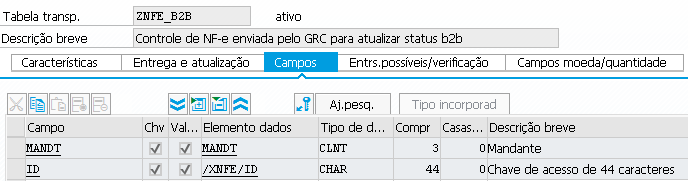 Tabela transp. ZNFE_B2B ativo
Descrição breve Controle de NF-e enviada pelo GRC para atualizar status b2b
Características Entrega e atualização Campos Entrs.possíveis/verificação Campos moeda/quantidade
Aj.pesq. Tipo incorporad
Campo Chv Val... Elemento dados Tipo de d... Compr Casas... Descrição breve
MANDT MANDT CLNT 3 0 Mandante
ID /XNFE/ID CHAR 44 0 Chave de acesso de 44 caracteres